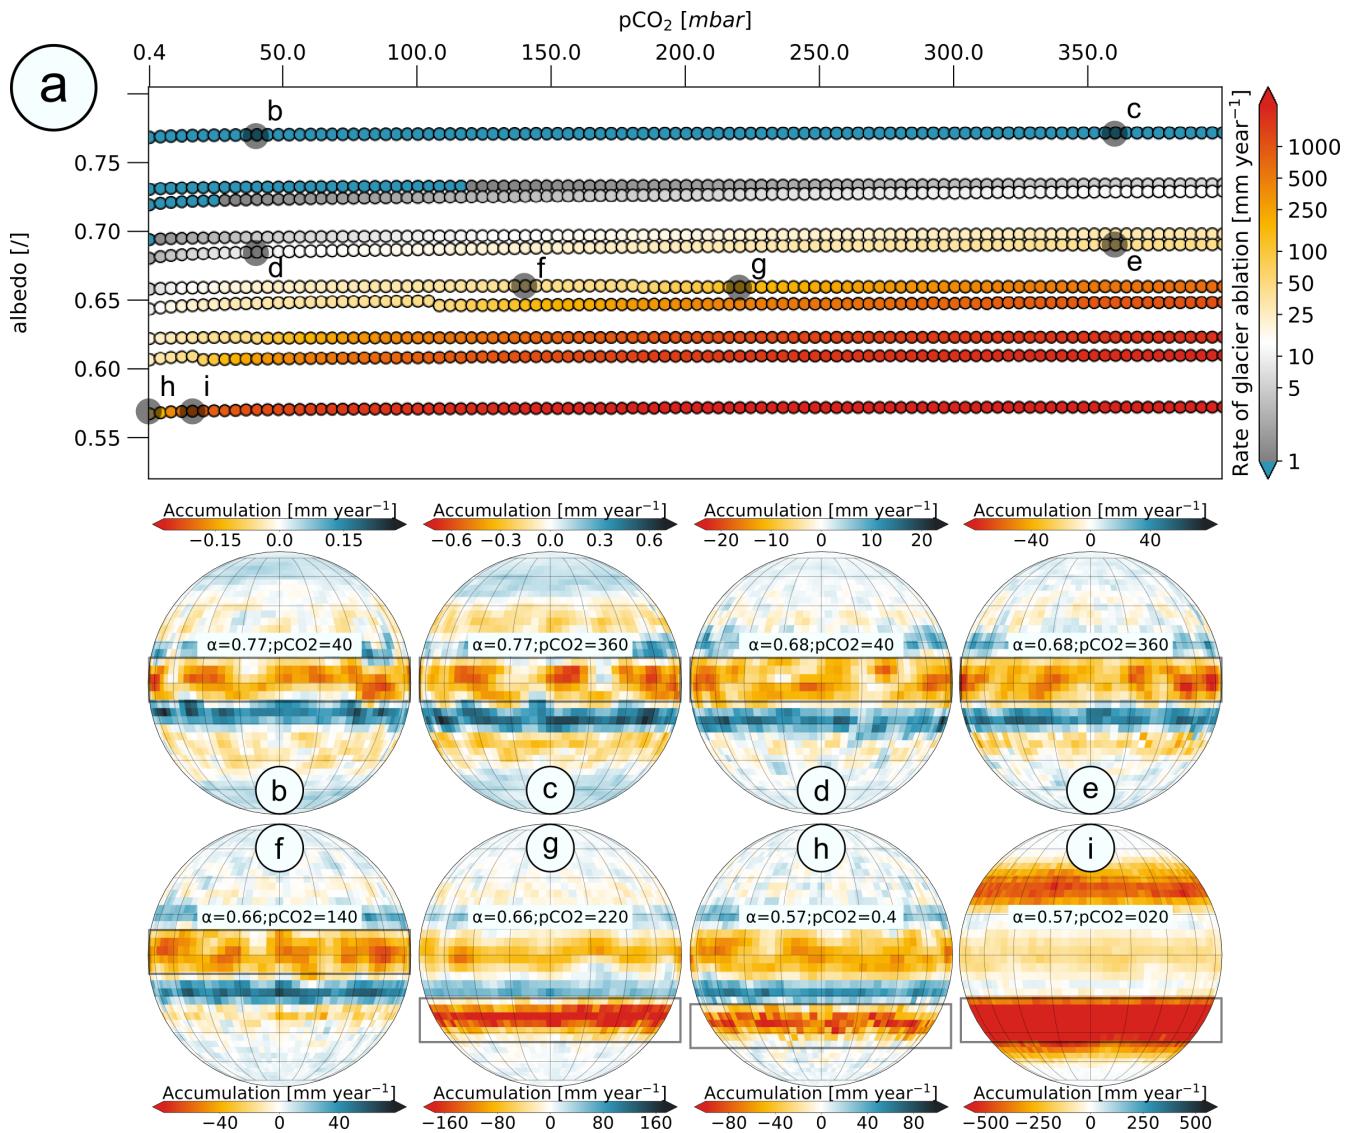 pCO₂ [mbar]
0.4 50.0 100.0 150.0 200.0 250.0 300.0 350.0
a
b c
0.75
0.70
d f g e
0.65
0.60
h i
0.55
albedo [/]
1000
500
250
100
50
25
10
5
1
Rate of glacier ablation [mm year⁻¹]
Accumulation [mm year⁻¹] Accumulation [mm year⁻¹] Accumulation [mm year⁻¹] Accumulation [mm year⁻¹]
−0.15 0.0 0.15 −0.6 −0.3 0.0 0.3 0.6 −20 −10 0 10 20 −40 0 40
α=0.77;pCO2=40 α=0.77;pCO2=360 α=0.68;pCO2=40 α=0.68;pCO2=360
b c d e
f g h i
α=0.66;pCO2=140 α=0.66;pCO2=220 α=0.57;pCO2=0.4 α=0.57;pCO2=020
Accumulation [mm year⁻¹] Accumulation [mm year⁻¹] Accumulation [mm year⁻¹] Accumulation [mm year⁻¹]
−40 0 40 −160 −80 0 80 160 −80 −40 0 40 80 −500 −250 0 250 500